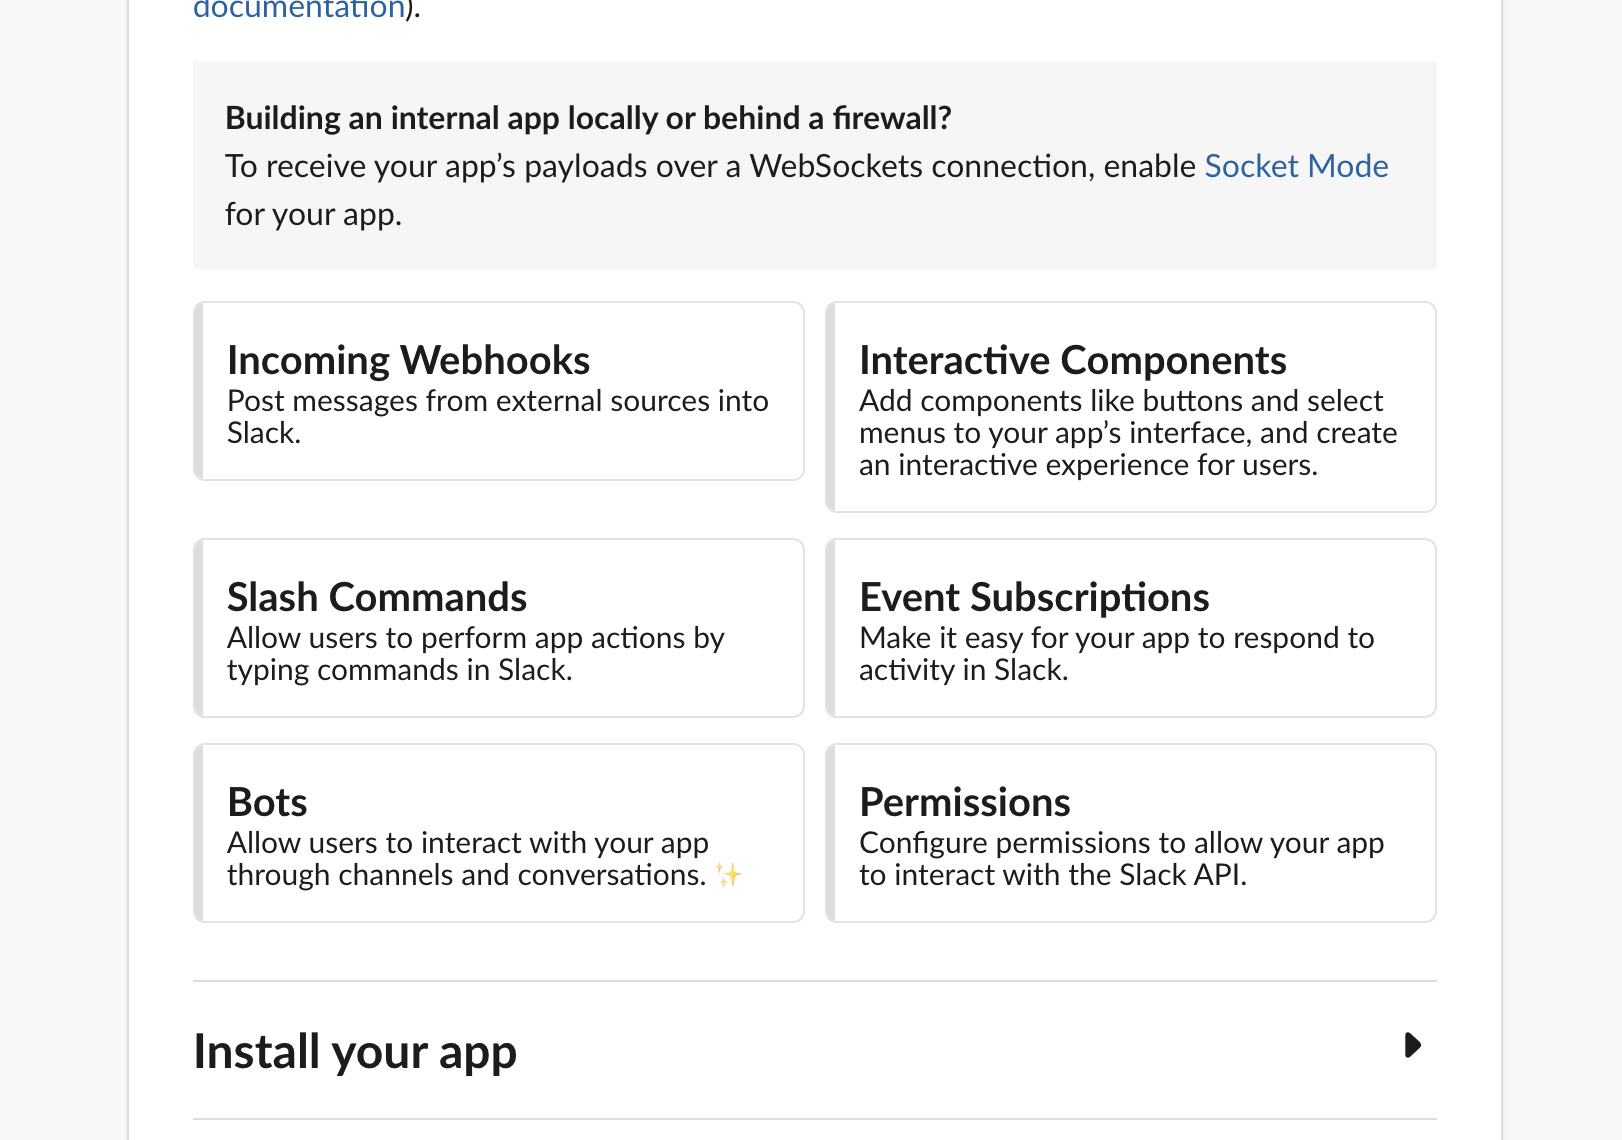 documentation).
Building an internal app locally or behind a firewall?
To receive your app’s payloads over a WebSockets connection, enable Socket Mode
for your app.
Incoming Webhooks
Post messages from external sources into
Slack.
Interactive Components
Add components like buttons and select
menus to your app’s interface, and create
an interactive experience for users.
Slash Commands
Allow users to perform app actions by
typing commands in Slack.
Event Subscriptions
Make it easy for your app to respond to
activity in Slack.
Bots
Allow users to interact with your app
through channels and conversations. ✨
Permissions
Configure permissions to allow your app
to interact with the Slack API.
Install your app